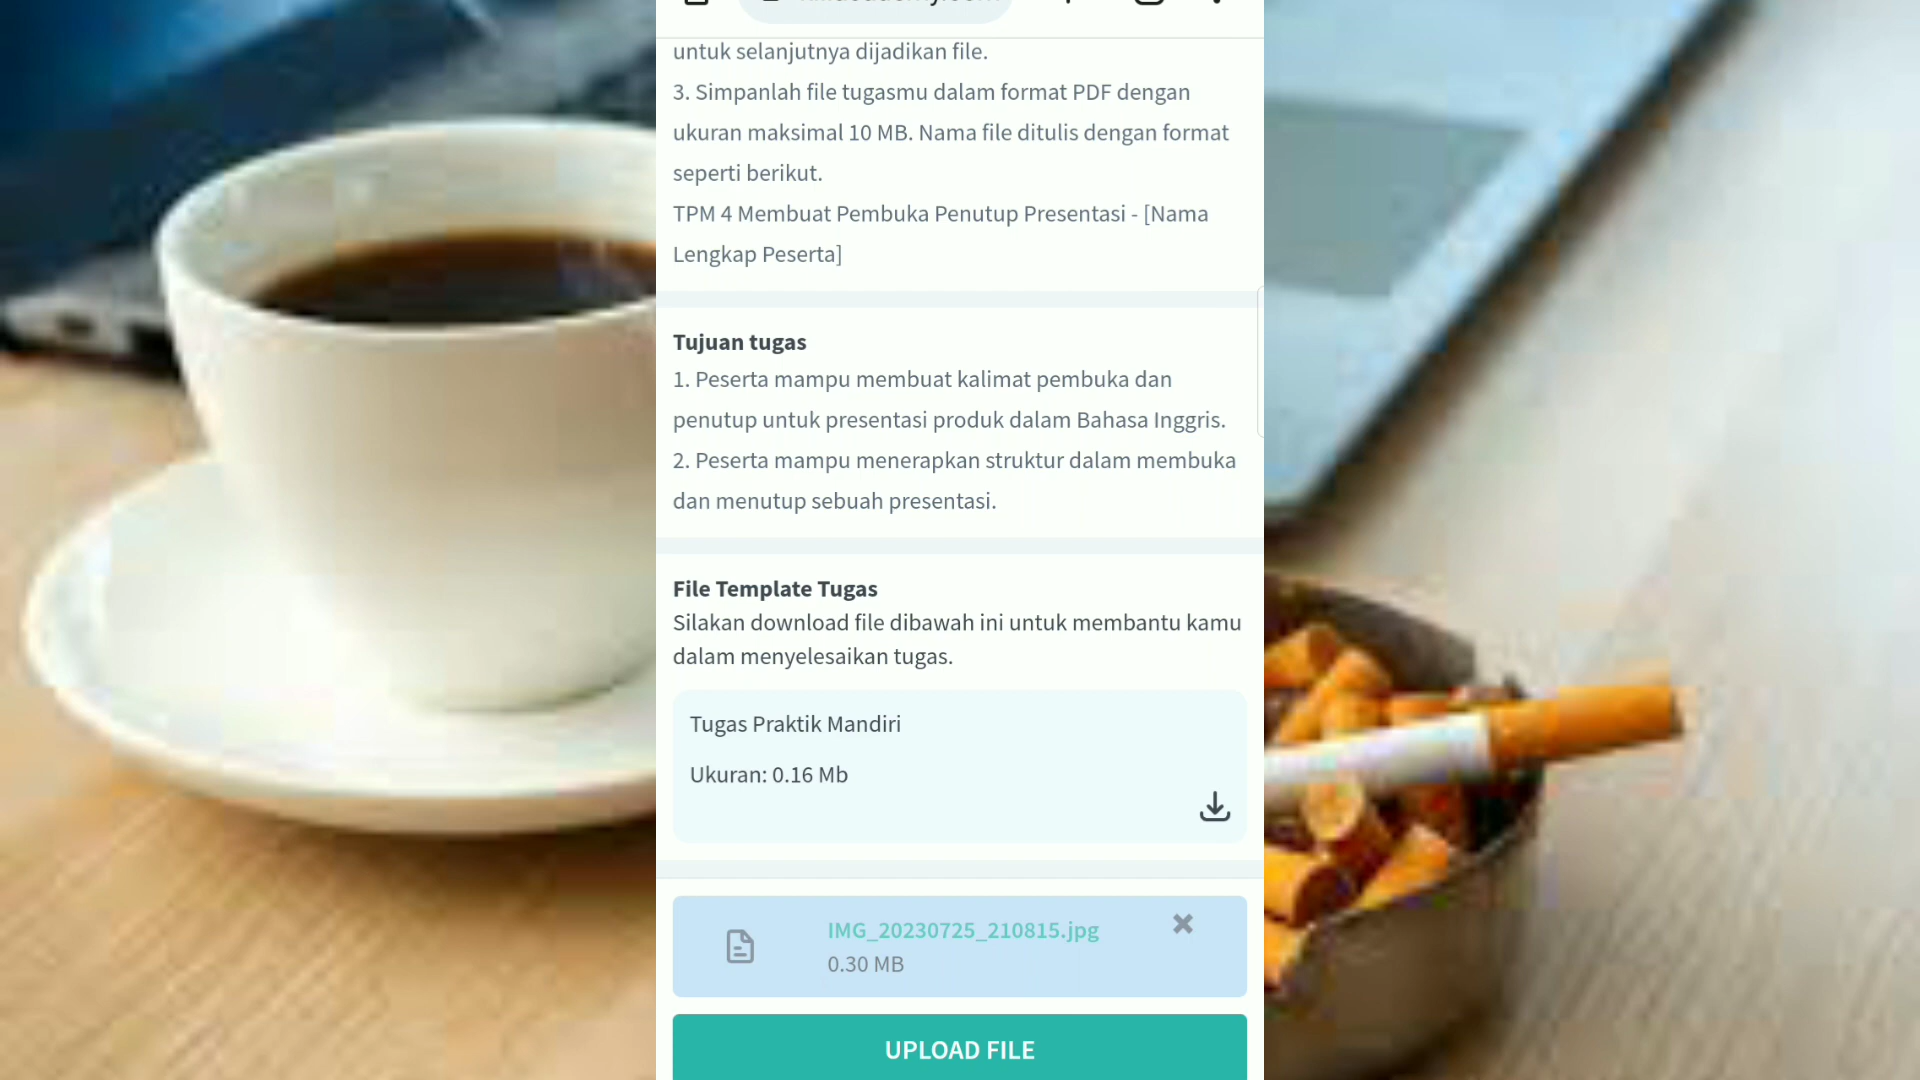 untuk selanjutnya dijadikan file.
3. Simpanlah file tugasmu dalam format PDF dengan
ukuran maksimal 10 MB. Nama file ditulis dengan format
seperti berikut.
TPM 4 Membuat Pembuka Penutup Presentasi - [Nama
Lengkap Peserta]
Tujuan tugas
1. Peserta mampu membuat kalimat pembuka dan
penutup untuk presentasi produk dalam Bahasa Inggris.
2. Peserta mampu menerapkan struktur dalam membuka
dan menutup sebuah presentasi.
File Template Tugas
Silakan download file dibawah ini untuk membantu kamu
dalam menyelesaikan tugas.
Tugas Praktik Mandiri
Ukuran: 0.16 Mb
IMG_20230725_210815.jpg
0.30 MB
UPLOAD FILE